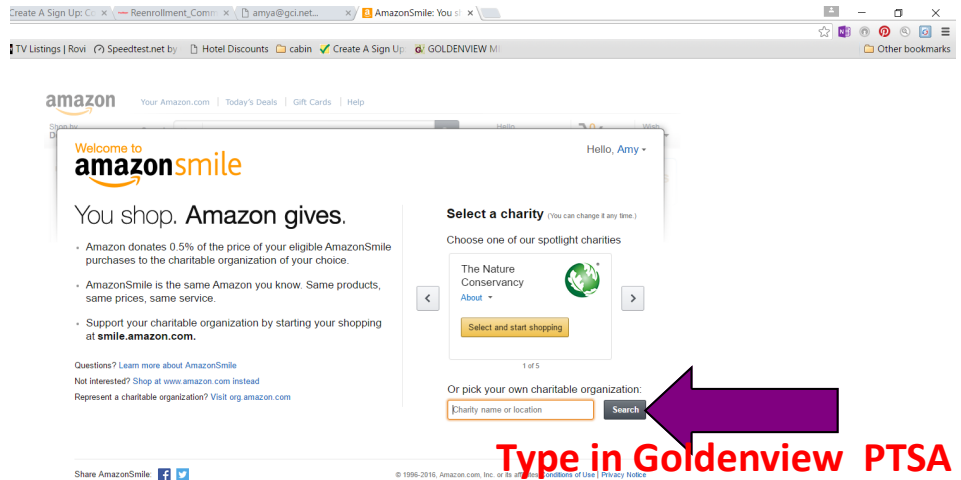 Create A Sign Up: Co
Reenrollment_Comm
amya@gci.net...
AmazonSmile: You s
TV Listings | Rovi
Speedtest.net by
Hotel Discounts
cabin
Create A Sign Up
GOLDENVIEW MI
Other bookmarks
amazon
Your Amazon.com | Today's Deals | Gift Cards | Help
Shop by
Hello
Wish
Welcome to
amazonsmile
Hello, Amy
You shop. Amazon gives.
• Amazon donates 0.5% of the price of your eligible AmazonSmile
purchases to the charitable organization of your choice.
• AmazonSmile is the same Amazon you know. Same products,
same prices, same service.
• Support your charitable organization by starting your shopping
at smile.amazon.com.
Questions? Learn more about AmazonSmile
Not interested? Shop at www.amazon.com instead
Represent a charitable organization? Visit org.amazon.com
Select a charity (You can change it any time.)
Choose one of our spotlight charities
The Nature
Conservancy
About
Select and start shopping
1 of 5
Or pick your own charitable organization:
Charity name or location
Search
Type in Goldenview PTSA
Share AmazonSmile:
© 1996-2016, Amazon.com, Inc. or its affiliates Conditions of Use | Privacy Notice